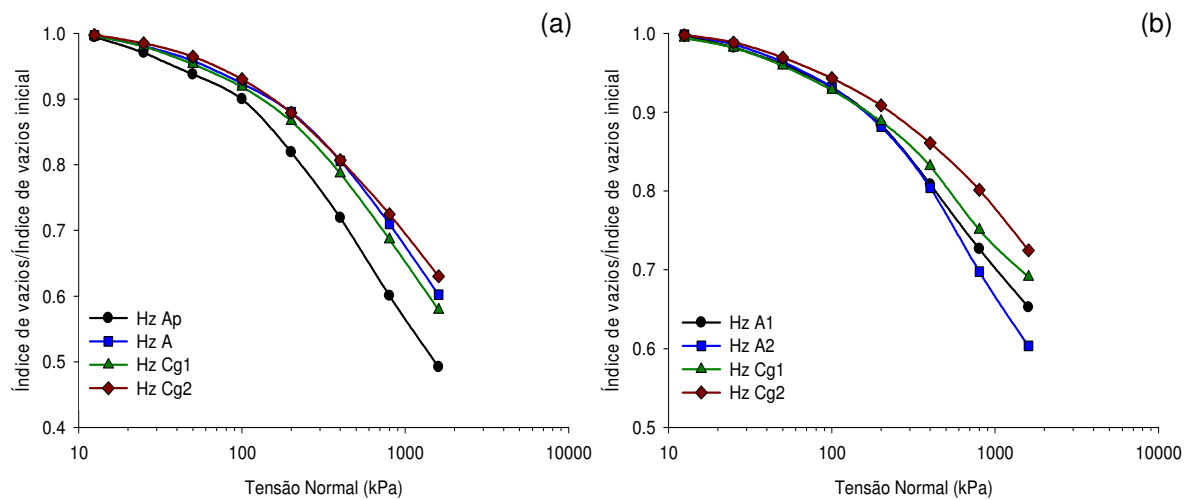 (a)
Índice de vazios/Índice de vazios inicial
1.0
0.9
0.8
0.7
0.6
0.5
0.4
Hz Ap
Hz A
Hz Cg1
Hz Cg2
10
100
1000
10000
Tensão Normal (kPa)
(b)
Índice de vazios/Índice de vazios inicial
1.0
0.9
0.8
0.7
0.6
0.5
Hz A1
Hz A2
Hz Cg1
Hz Cg2
10
100
1000
10000
Tensão Normal (kPa)